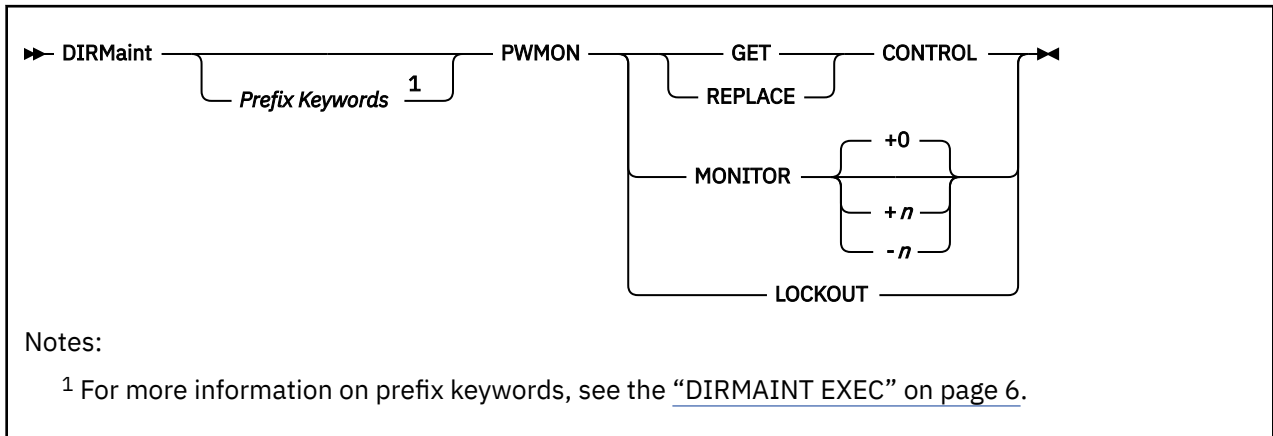 DIRMaint Prefix Keywords 1 PWMON GET CONTROL
REPLACE
MONITOR +0
+n
-n
LOCKOUT
Notes:
1 For more information on prefix keywords, see the “DIRMAINT EXEC” on page 6.